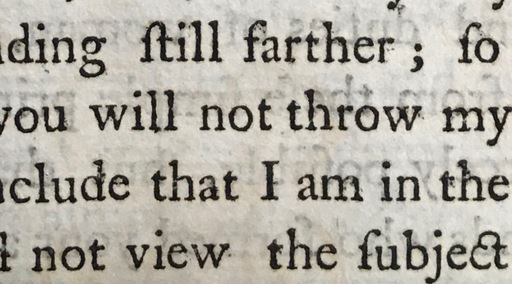 ding ſtill farther; ſo
you will not throw my
clude that I am in the
not view the ſubject